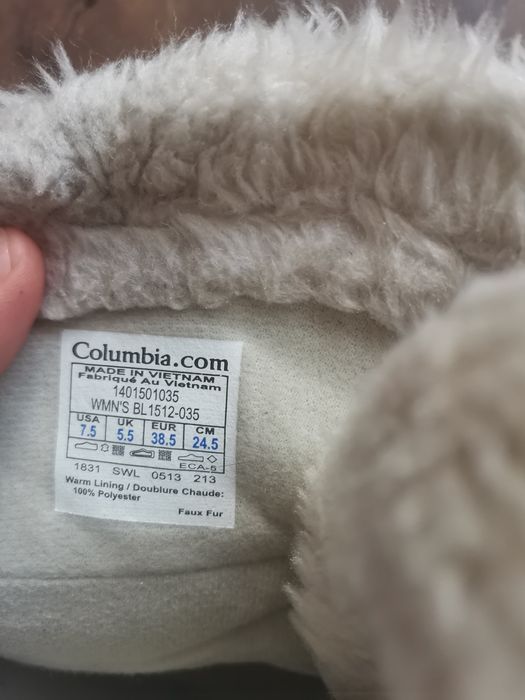 Columbia.com
MADE IN VIETNAM
Fabriqué Au Vietnam
1401501035
WMN'S BL1512-035
USA UK EUR CM
7.5 5.5 38.5 24.5
ECA-5
1831 SWL 0513 213
Warm Lining / Doublure Chaude:
100% Polyester
Faux Fur